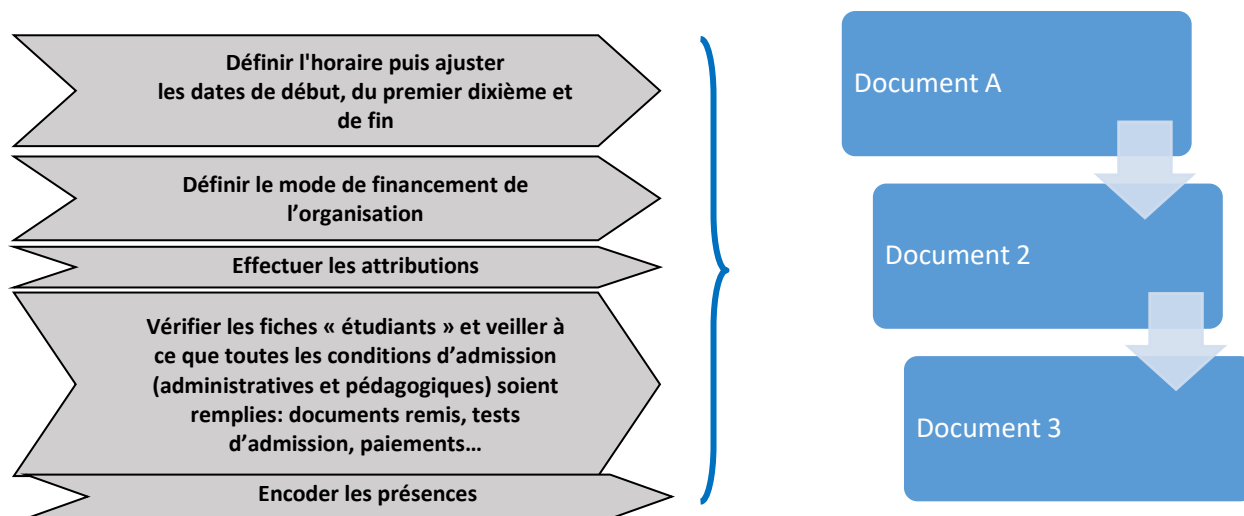 Définir l'horaire puis ajuster
les dates de début, du premier dixième et
de fin
Définir le mode de financement de
l'organisation
Effectuer les attributions
Vérifier les fiches « étudiants » et veiller à
ce que toutes les conditions d'admission
(administratives et pédagogiques) soient
remplies: documents remis, tests
d'admission, paiements…
Encoder les présences
Document A
Document 2
Document 3